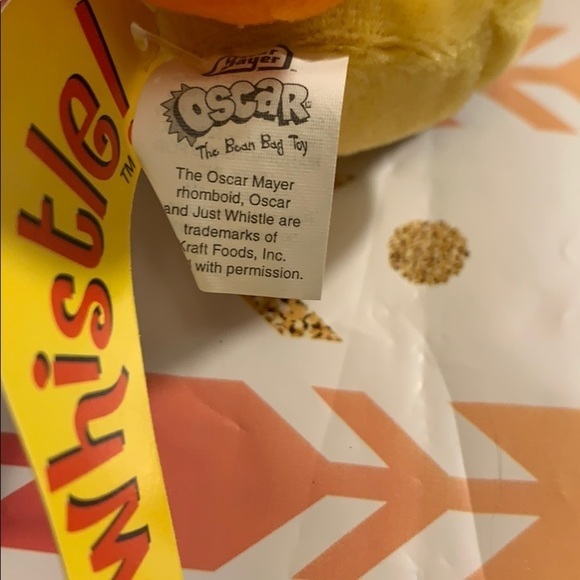 Mayer
OSCAR
The Bean Bag Toy
The Oscar Mayer
rhomboid, Oscar
and Just Whistle are
trademarks of
Kraft Foods, Inc.
with permission.
whistle!
TM